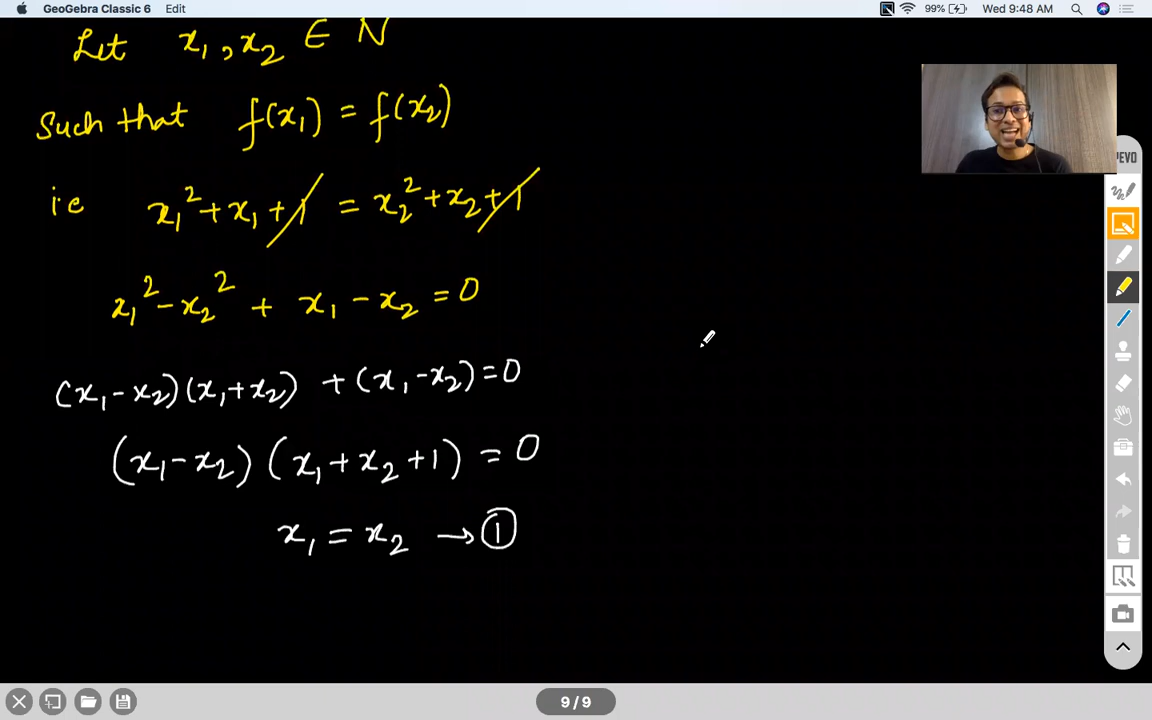 GeoGebra Classic 6 Edit 99% Wed 9:48 AM
Let x₁, x₂ ∈ N
Such that f(x₁) = f(x₂)
i.e x₁² + x₁ + 1 = x₂² + x₂ + 1
x₁² - x₂² + x₁ - x₂ = 0
(x₁ - x₂)(x₁ + x₂) + (x₁ - x₂) = 0
(x₁ - x₂)(x₁ + x₂ + 1) = 0
x₁ = x₂ → ①
9 / 9